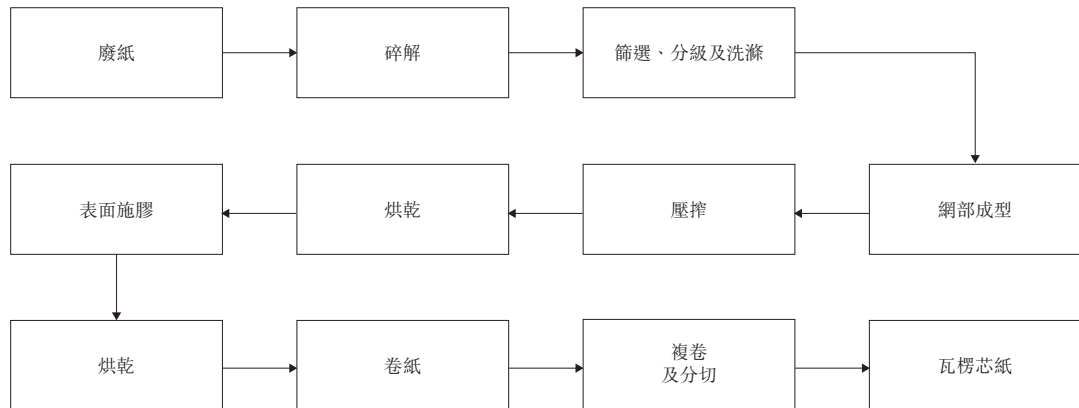 廢紙
碎解
篩選、分級及洗滌
網部成型
壓搾
烘乾
表面施膠
烘乾
卷紙
複卷
及分切
瓦楞芯紙